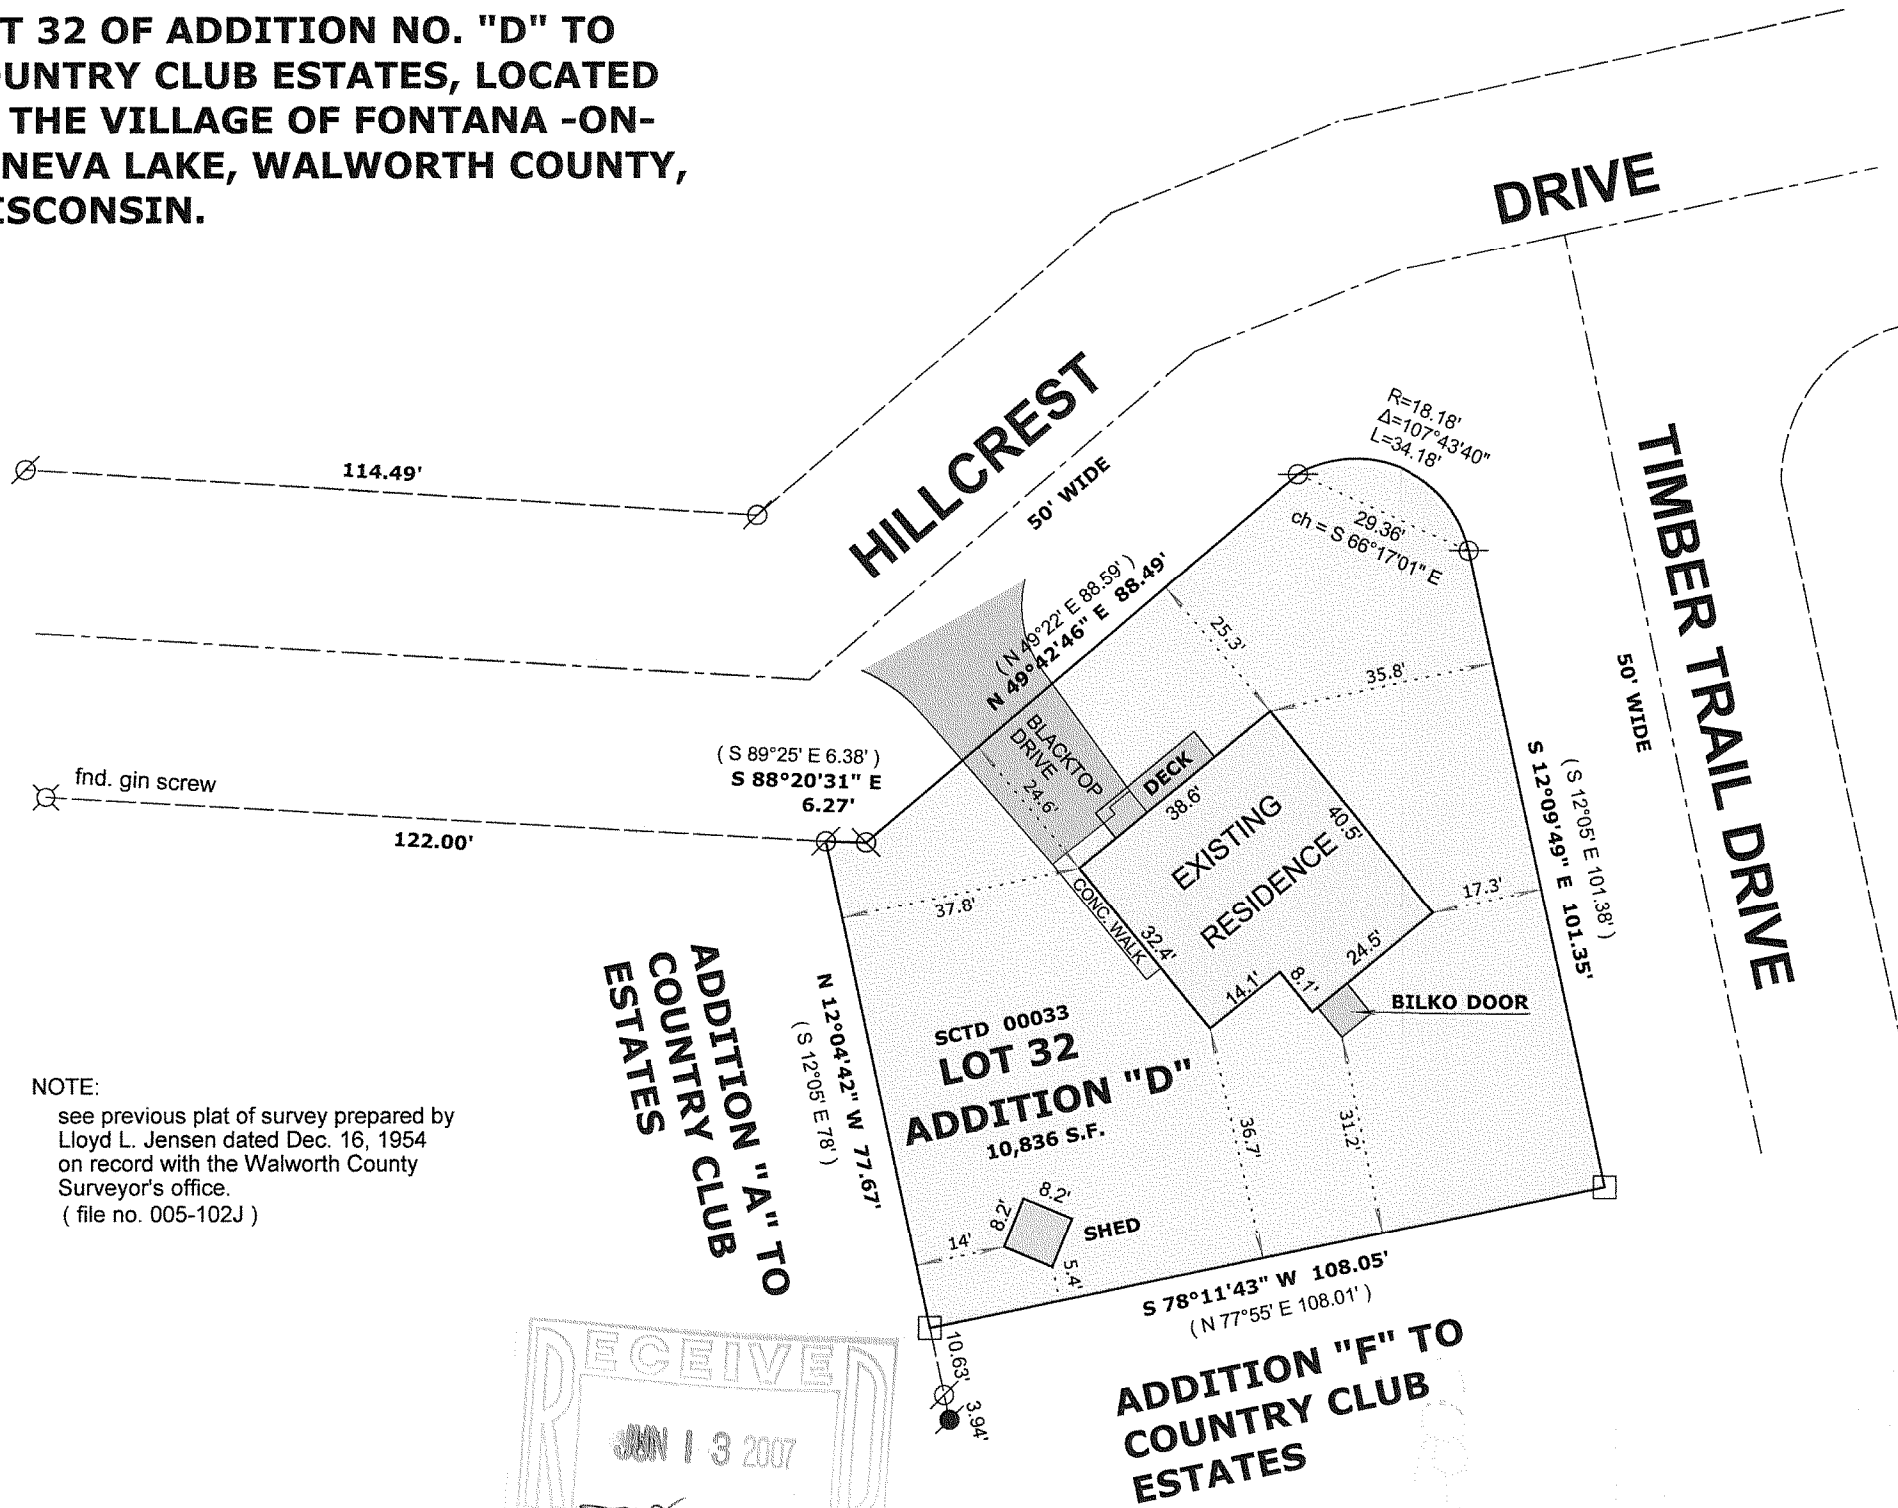 T 32 OF ADDITION NO. "D" TO
OUNTRY CLUB ESTATES, LOCATED
THE VILLAGE OF FONTANA -ON-
NEVA LAKE, WALWORTH COUNTY,
ISCONSIN.
DRIVE
HILLCREST
50' WIDE
TIMBER TRAIL DRIVE
50' WIDE
R=18.18'
Δ=107°43'40"
L=34.18'
29.36'
ch = S 66°17'01" E
114.49'
( N 49°22' E 88.59' )
N 49°42'46" E 88.49'
25.3'
35.8'
( S 89°25' E 6.38' )
S 88°20'31" E
6.27'
fnd. gin screw
122.00'
BLACKTOP
DRIVE
24.6'
DECK
38.6'
40.5'
EXISTING
RESIDENCE
( S 12°05' E 101.38' )
S 12°09'49" E 101.35'
37.8'
CONC. WALK
32.4'
17.3'
24.5'
14.1'
8.1'
BILKO DOOR
ADDITION "A" TO
COUNTRY CLUB
ESTATES
N 12°04'42" W 77.67'
( S 12°05' E 78' )
SCTD 00033
LOT 32
ADDITION "D"
10,836 S.F.
36.7'
31.2'
8.2'
8.2'
SHED
14'
5.4'
NOTE:
see previous plat of survey prepared by
Lloyd L. Jensen dated Dec. 16, 1954
on record with the Walworth County
Surveyor's office.
( file no. 005-102J )
S 78°11'43" W 108.05'
( N 77°55' E 108.01' )
10.63'
3.94'
ADDITION "F" TO
COUNTRY CLUB
ESTATES
RECEIVED
JUN 13 2007